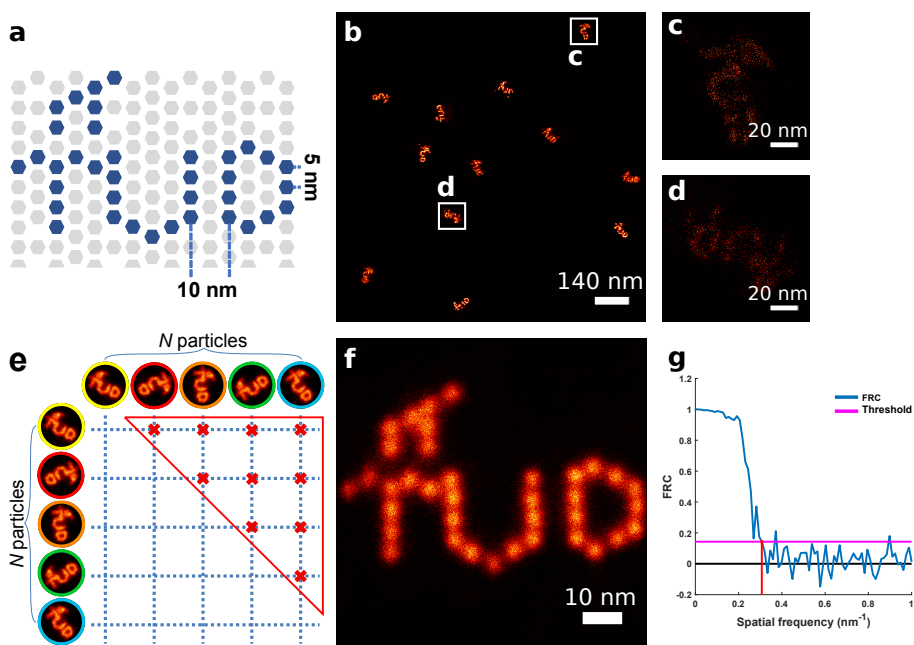 a
5 nm
10 nm
b
c
d
140 nm
c
20 nm
d
20 nm
e
N particles
N particles
f
TUD
10 nm
g
FRC
Threshold
1.2
1
0.8
0.6
0.4
0.2
0
-0.2
FRC
0
0.2
0.4
0.6
0.8
1
Spatial frequency (nm⁻¹)